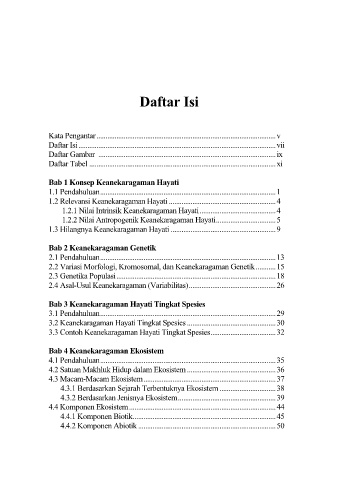 Daftar Isi
Kata Pengantar ........ v
Daftar Isi ........ vii
Daftar Gambar ........ ix
Daftar Tabel ........ xi
Bab 1 Konsep Keanekaragaman Hayati
1.1 Pendahuluan ........ 1
1.2 Relevansi Keanekaragaman Hayati ........ 4
1.2.1 Nilai Intrinsik Keanekaragaman Hayati ........ 4
1.2.2 Nilai Antropogenik Keanekaragaman Hayati ........ 5
1.3 Hilangnya Keanekaragaman Hayati ........ 9
Bab 2 Keanekaragaman Genetik
2.1 Pendahuluan ........ 13
2.2 Variasi Morfologi, Kromosomal, dan Keanekaragaman Genetik ........ 15
2.3 Genetika Populasi ........ 18
2.4 Asal-Usul Keanekaragaman (Variabilitas) ........ 26
Bab 3 Keanekaragaman Hayati Tingkat Spesies
3.1 Pendahuluan ........ 29
3.2 Keanekaragaman Hayati Tingkat Spesies ........ 30
3.3 Contoh Keanekaragaman Hayati Tingkat Spesies ........ 32
Bab 4 Keanekaragaman Ekosistem
4.1 Pendahuluan ........ 35
4.2 Satuan Makhluk Hidup dalam Ekosistem ........ 36
4.3 Macam-Macam Ekosistem ........ 37
4.3.1 Berdasarkan Sejarah Terbentuknya Ekosistem ........ 38
4.3.2 Berdasarkan Jenisnya Ekosistem ........ 39
4.4 Komponen Ekosistem ........ 44
4.4.1 Komponen Biotik ........ 45
4.4.2 Komponen Abiotik ........ 50